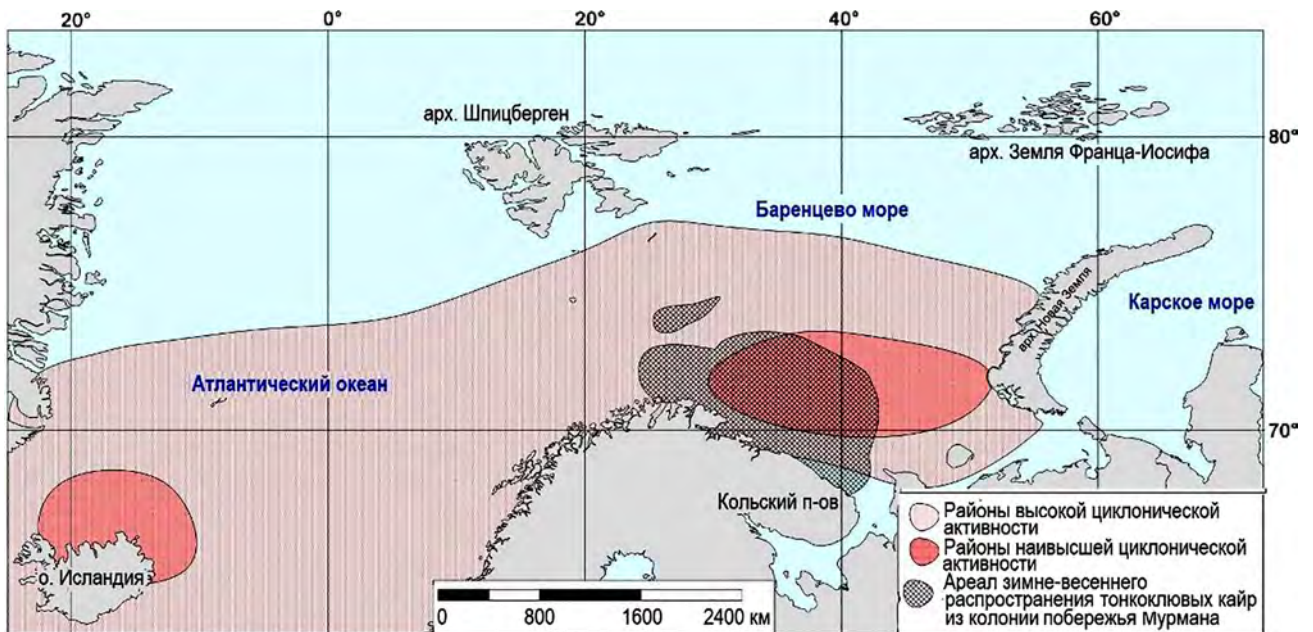 20° 0° 20° 40° 60°
арх. Шпицберген
80°
арх. Земля Франца-Иосифа
Баренцево море
арх. Новая Земля
Карское море
Атлантический океан
70°
Кольский п-ов
о. Исландия
0 800 1600 2400 км
Районы высокой циклонической
активности
Районы наивысшей циклонической
активности
Ареал зимне-весеннего
распространения тонкоклювых кайр
из колонии побережья Мурмана